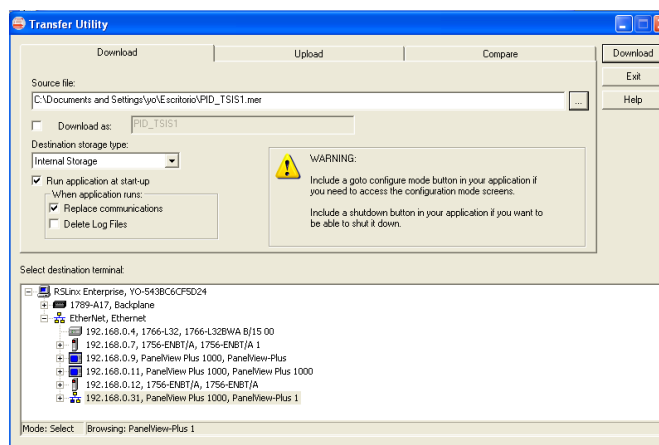 Transfer Utility
Download
Upload
Compare
Download
Exit
Help
Source file:
C:\Documents and Settings\yo\Escritorio\PID_TSIS1.mer
...
Download as:
PID_TSIS1
Destination storage type:
Internal Storage
Run application at start-up
When application runs:
Replace communications
Delete Log Files
WARNING:
Include a goto configure mode button in your application if
you need to access the configuration mode screens.
Include a shutdown button in your application if you want to
be able to shut it down.
Select destination terminal:
RSLinx Enterprise, YO-543BC6CF5D24
1789-A17, Backplane
EtherNet, Ethernet
192.168.0.4, 1766-L32, 1766-L32BWA B/15 00
192.168.0.7, 1756-ENBT/A, 1756-ENBT/A 1
192.168.0.9, PanelView Plus 1000, PanelView-Plus
192.168.0.11, PanelView Plus 1000, PanelView Plus 1000
192.168.0.12, 1756-ENBT/A, 1756-ENBT/A
192.168.0.31, PanelView Plus 1000, PanelView-Plus 1
Mode: Select Browsing: PanelView-Plus 1